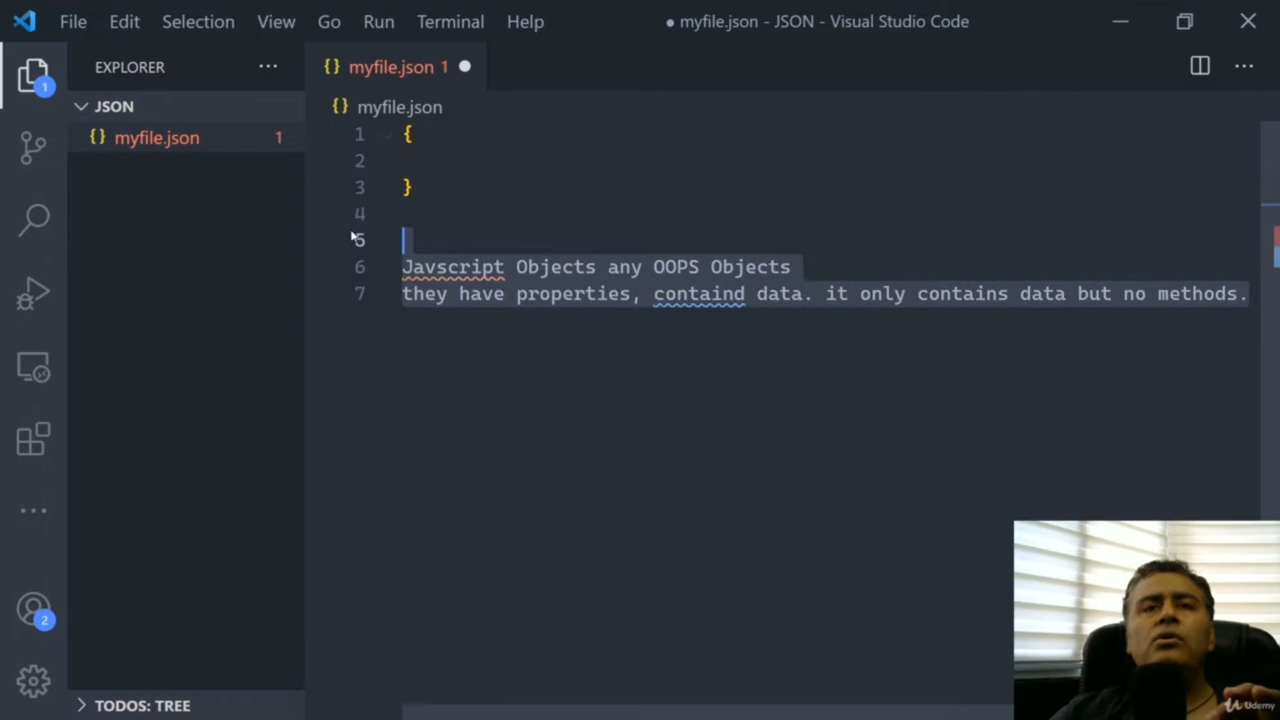 File Edit Selection View Go Run Terminal Help ● myfile.json - JSON - Visual Studio Code
EXPLORER
{} myfile.json 1
1
JSON
{} myfile.json
{} myfile.json 1
1 {
2
3 }
4
5
6 Javscript Objects any OOPS Objects
7 they have properties, containd data. it only contains data but no methods.
2
TODOS: TREE
Udemy